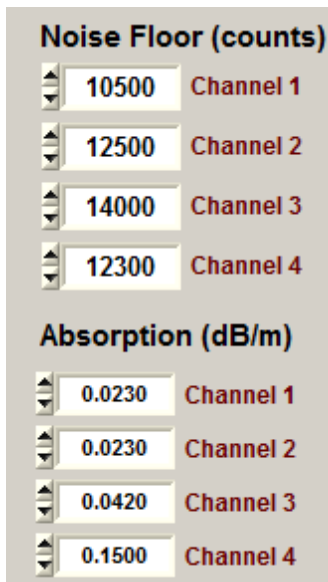 Noise Floor (counts)
10500 Channel 1
12500 Channel 2
14000 Channel 3
12300 Channel 4
Absorption (dB/m)
0.0230 Channel 1
0.0230 Channel 2
0.0420 Channel 3
0.1500 Channel 4